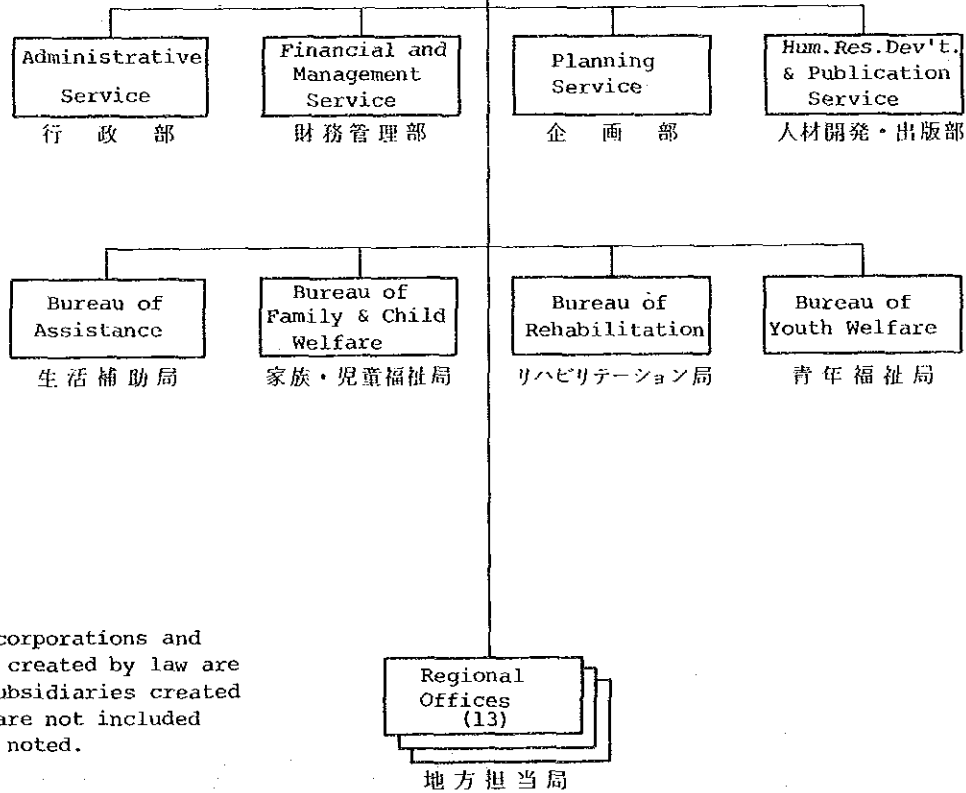 Administrative
Service
行政部
Financial and
Management
Service
財務管理部
Planning
Service
企画部
Hum.Res.Dev't.
& Publication
Service
人材開発・出版部
Bureau of
Assistance
生活補助局
Bureau of
Family & Child
Welfare
家族・児童福祉局
Bureau of
Rehabilitation
リハビリテーション局
Bureau of
Youth Welfare
青年福祉局
corporations and
created by law are
ubsidiaries created
are not included
noted.
Regional
Offices
(13)
地方担当局